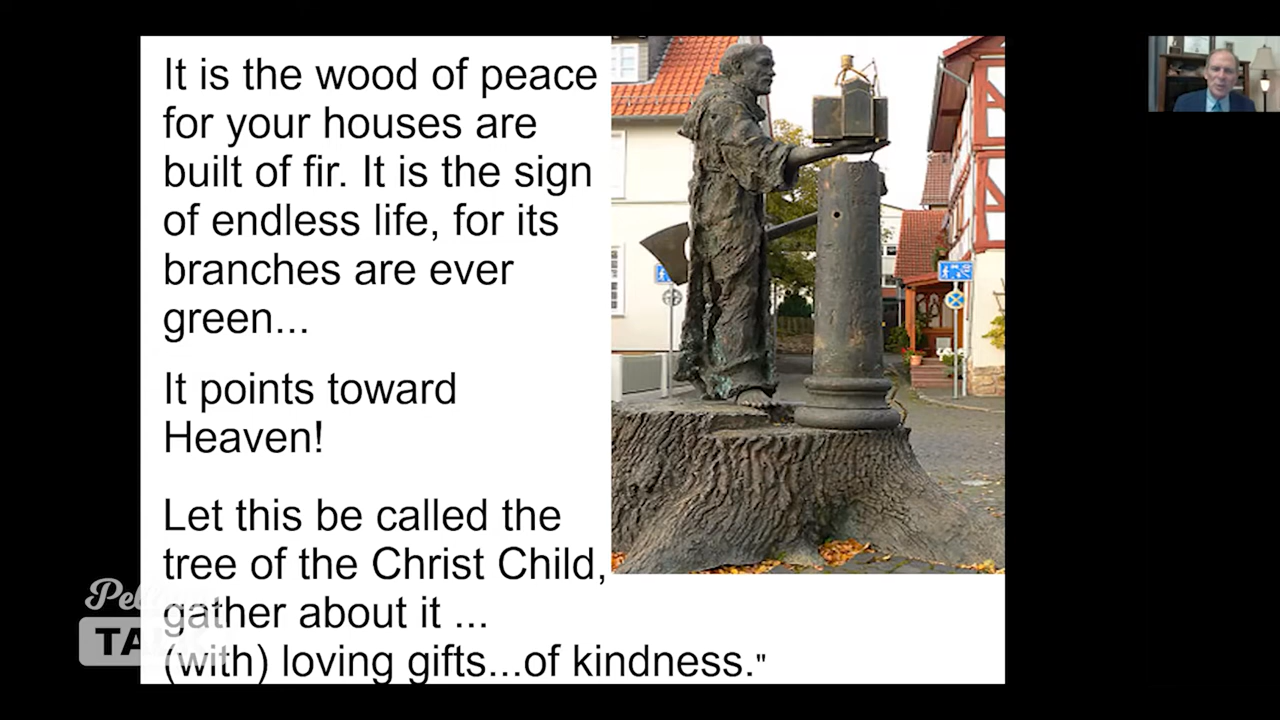 It is the wood of peace
for your houses are
built of fir. It is the sign
of endless life, for its
branches are ever
green...
It points toward
Heaven!
Let this be called the
tree of the Christ Child,
gather about it ...
(with) loving gifts...of kindness."